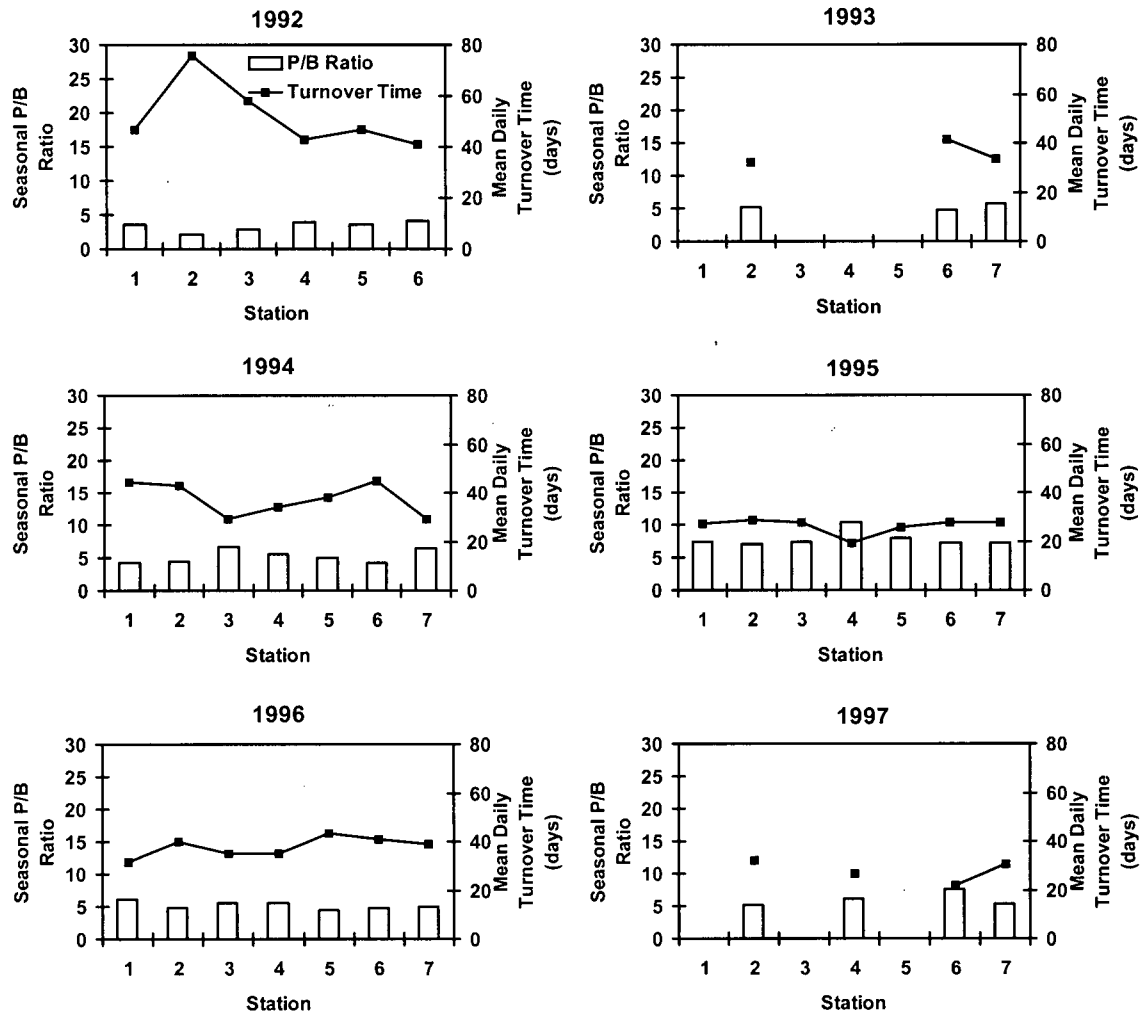 1992
30
25
20
15
10
5
0
Seasonal P/B
Ratio
P/B Ratio
Turnover Time
80
60
40
20
0
Mean Daily
Turnover Time
(days)
1 2 3 4 5 6
Station
1993
30
25
20
15
10
5
0
Seasonal P/B
Ratio
80
60
40
20
0
Mean Daily
Turnover Time
(days)
1 2 3 4 5 6 7
Station
1994
30
25
20
15
10
5
0
Seasonal P/B
Ratio
80
60
40
20
0
Mean Daily
Turnover Time
(days)
1 2 3 4 5 6 7
Station
1995
30
25
20
15
10
5
0
Seasonal P/B
Ratio
80
60
40
20
0
Mean Daily
Turnover Time
(days)
1 2 3 4 5 6 7
Station
1996
30
25
20
15
10
5
0
Seasonal P/B
Ratio
80
60
40
20
0
Mean Daily
Turnover Time
(days)
1 2 3 4 5 6 7
Station
1997
30
25
20
15
10
5
0
Seasonal P/B
Ratio
80
60
40
20
0
Mean Daily
Turnover Time
(days)
1 2 3 4 5 6 7
Station